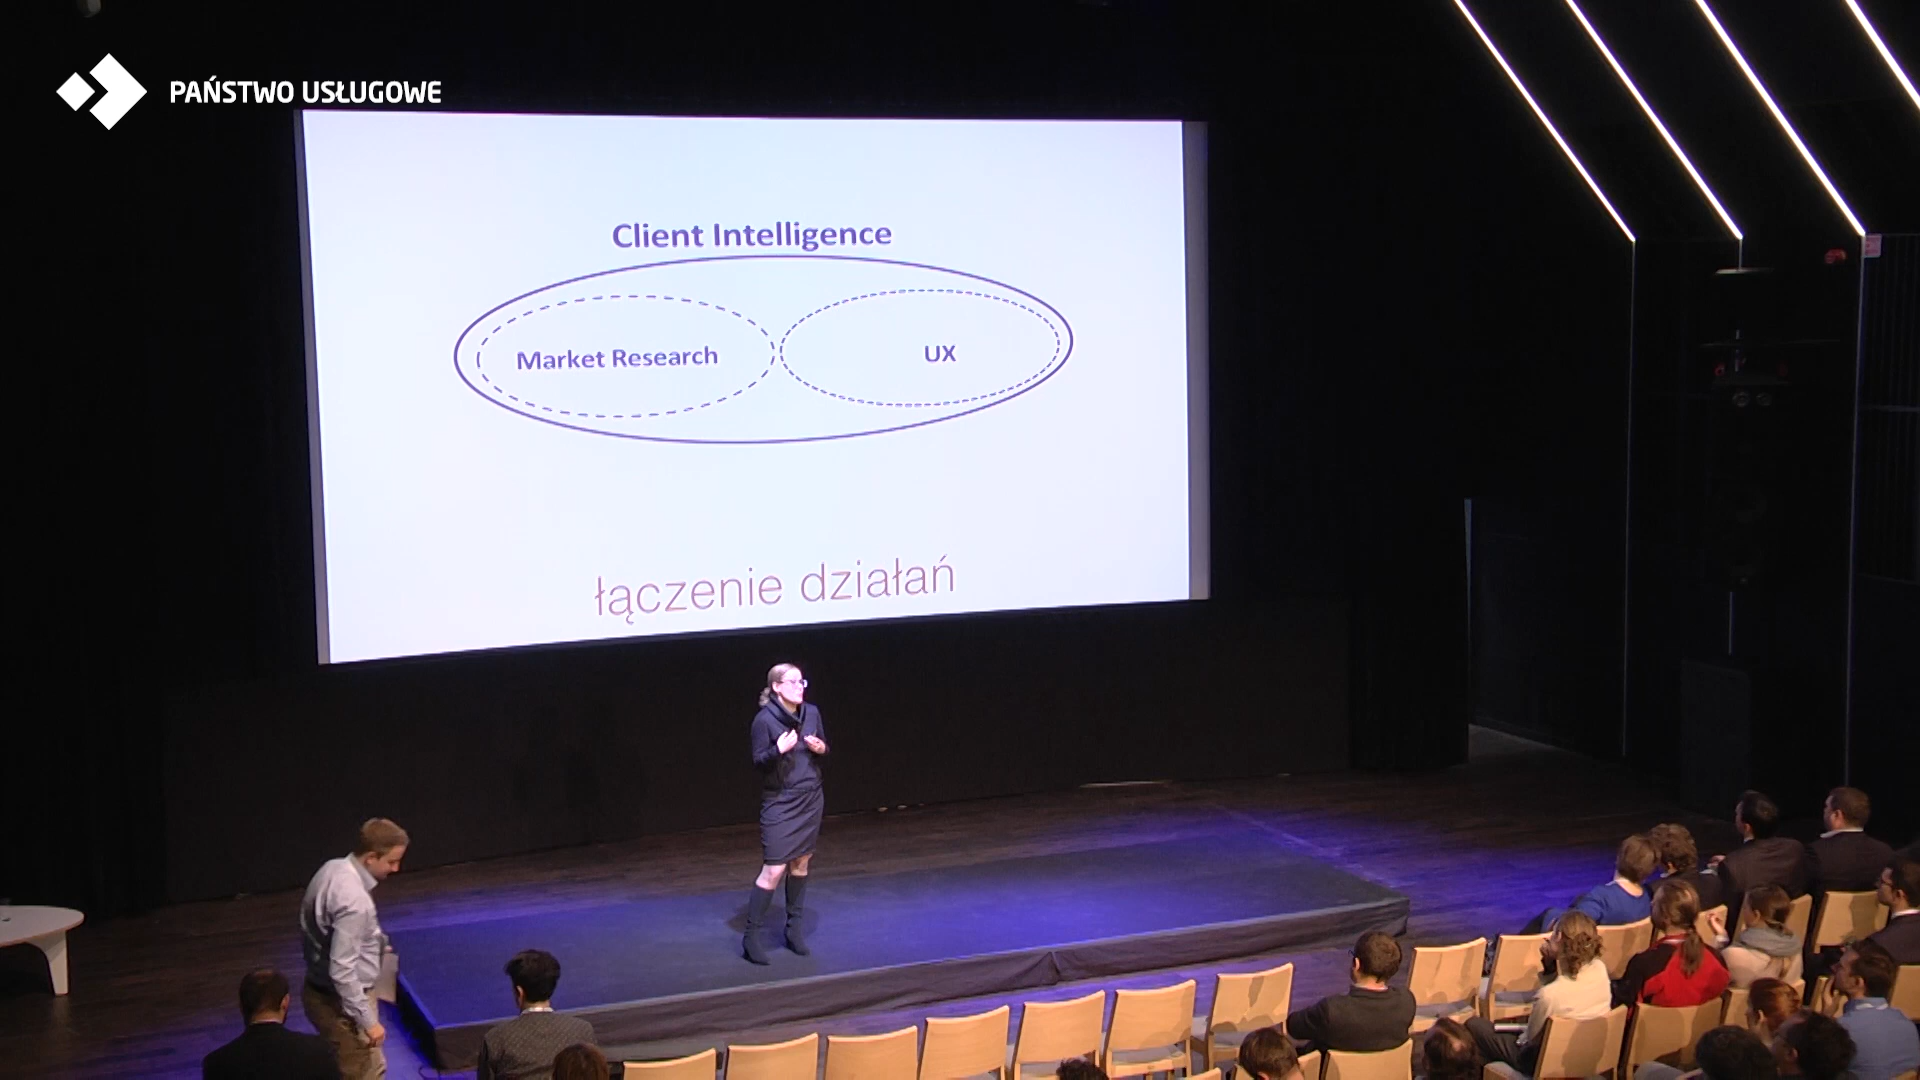 PAŃSTWO USŁUGOWE
Client Intelligence
Market Research
UX
łączenie działań